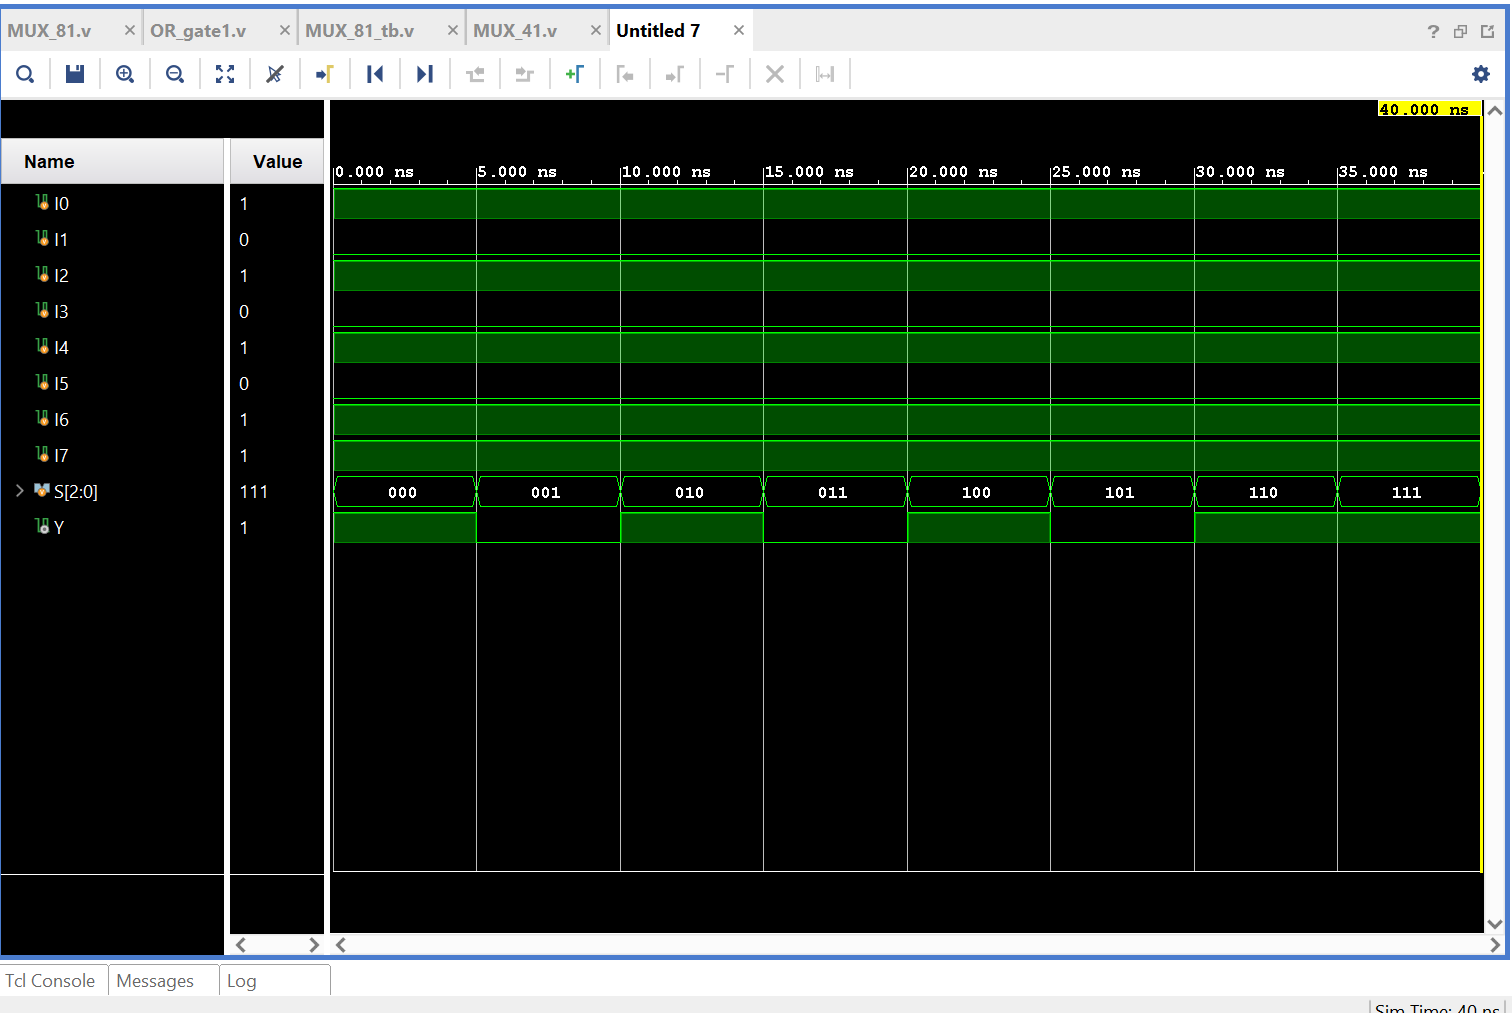 MUX_81.v OR_gate1.v MUX_81_tb.v MUX_41.v Untitled 7
40.000 ns
Name Value
0.000 ns 5.000 ns 10.000 ns 15.000 ns 20.000 ns 25.000 ns 30.000 ns 35.000 ns
I0 1
I1 0
I2 1
I3 0
I4 1
I5 0
I6 1
I7 1
S[2:0] 111 000 001 010 011 100 101 110 111
Y 1
Tcl Console Messages Log
Sim Time: 40 ns